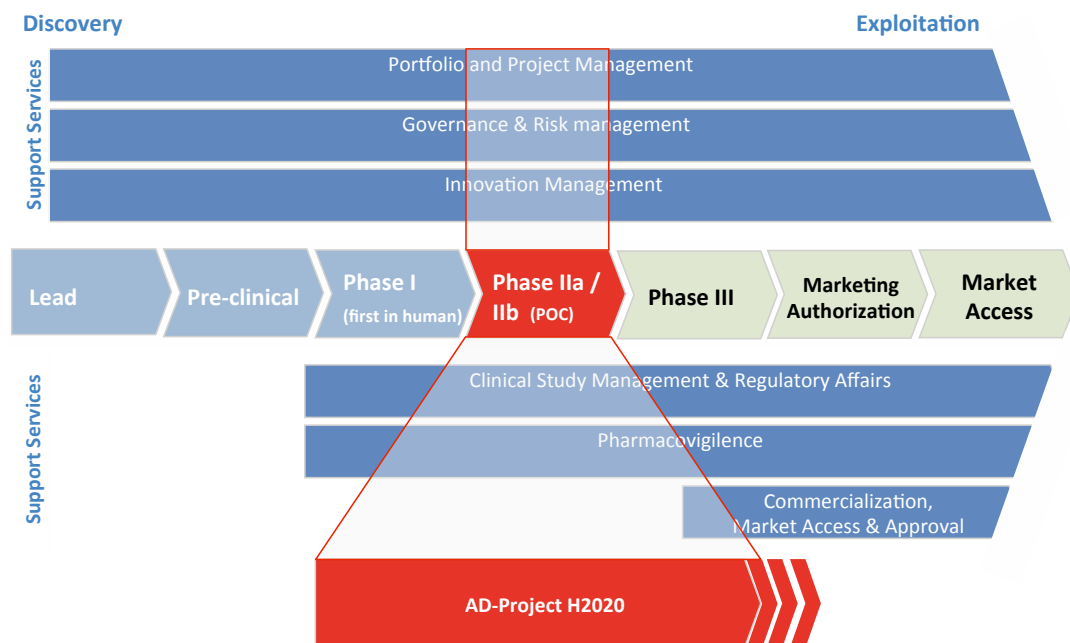 Discovery
Exploitation
Support Services
Portfolio and Project Management
Governance & Risk management
Innovation Management
Lead
Pre-clinical
Phase I
(first in human)
Phase IIa /
IIb (POC)
Phase III
Marketing
Authorization
Market
Access
Support Services
Clinical Study Management & Regulatory Affairs
Pharmacovigilence
Commercialization,
Market Access & Approval
AD-Project H2020